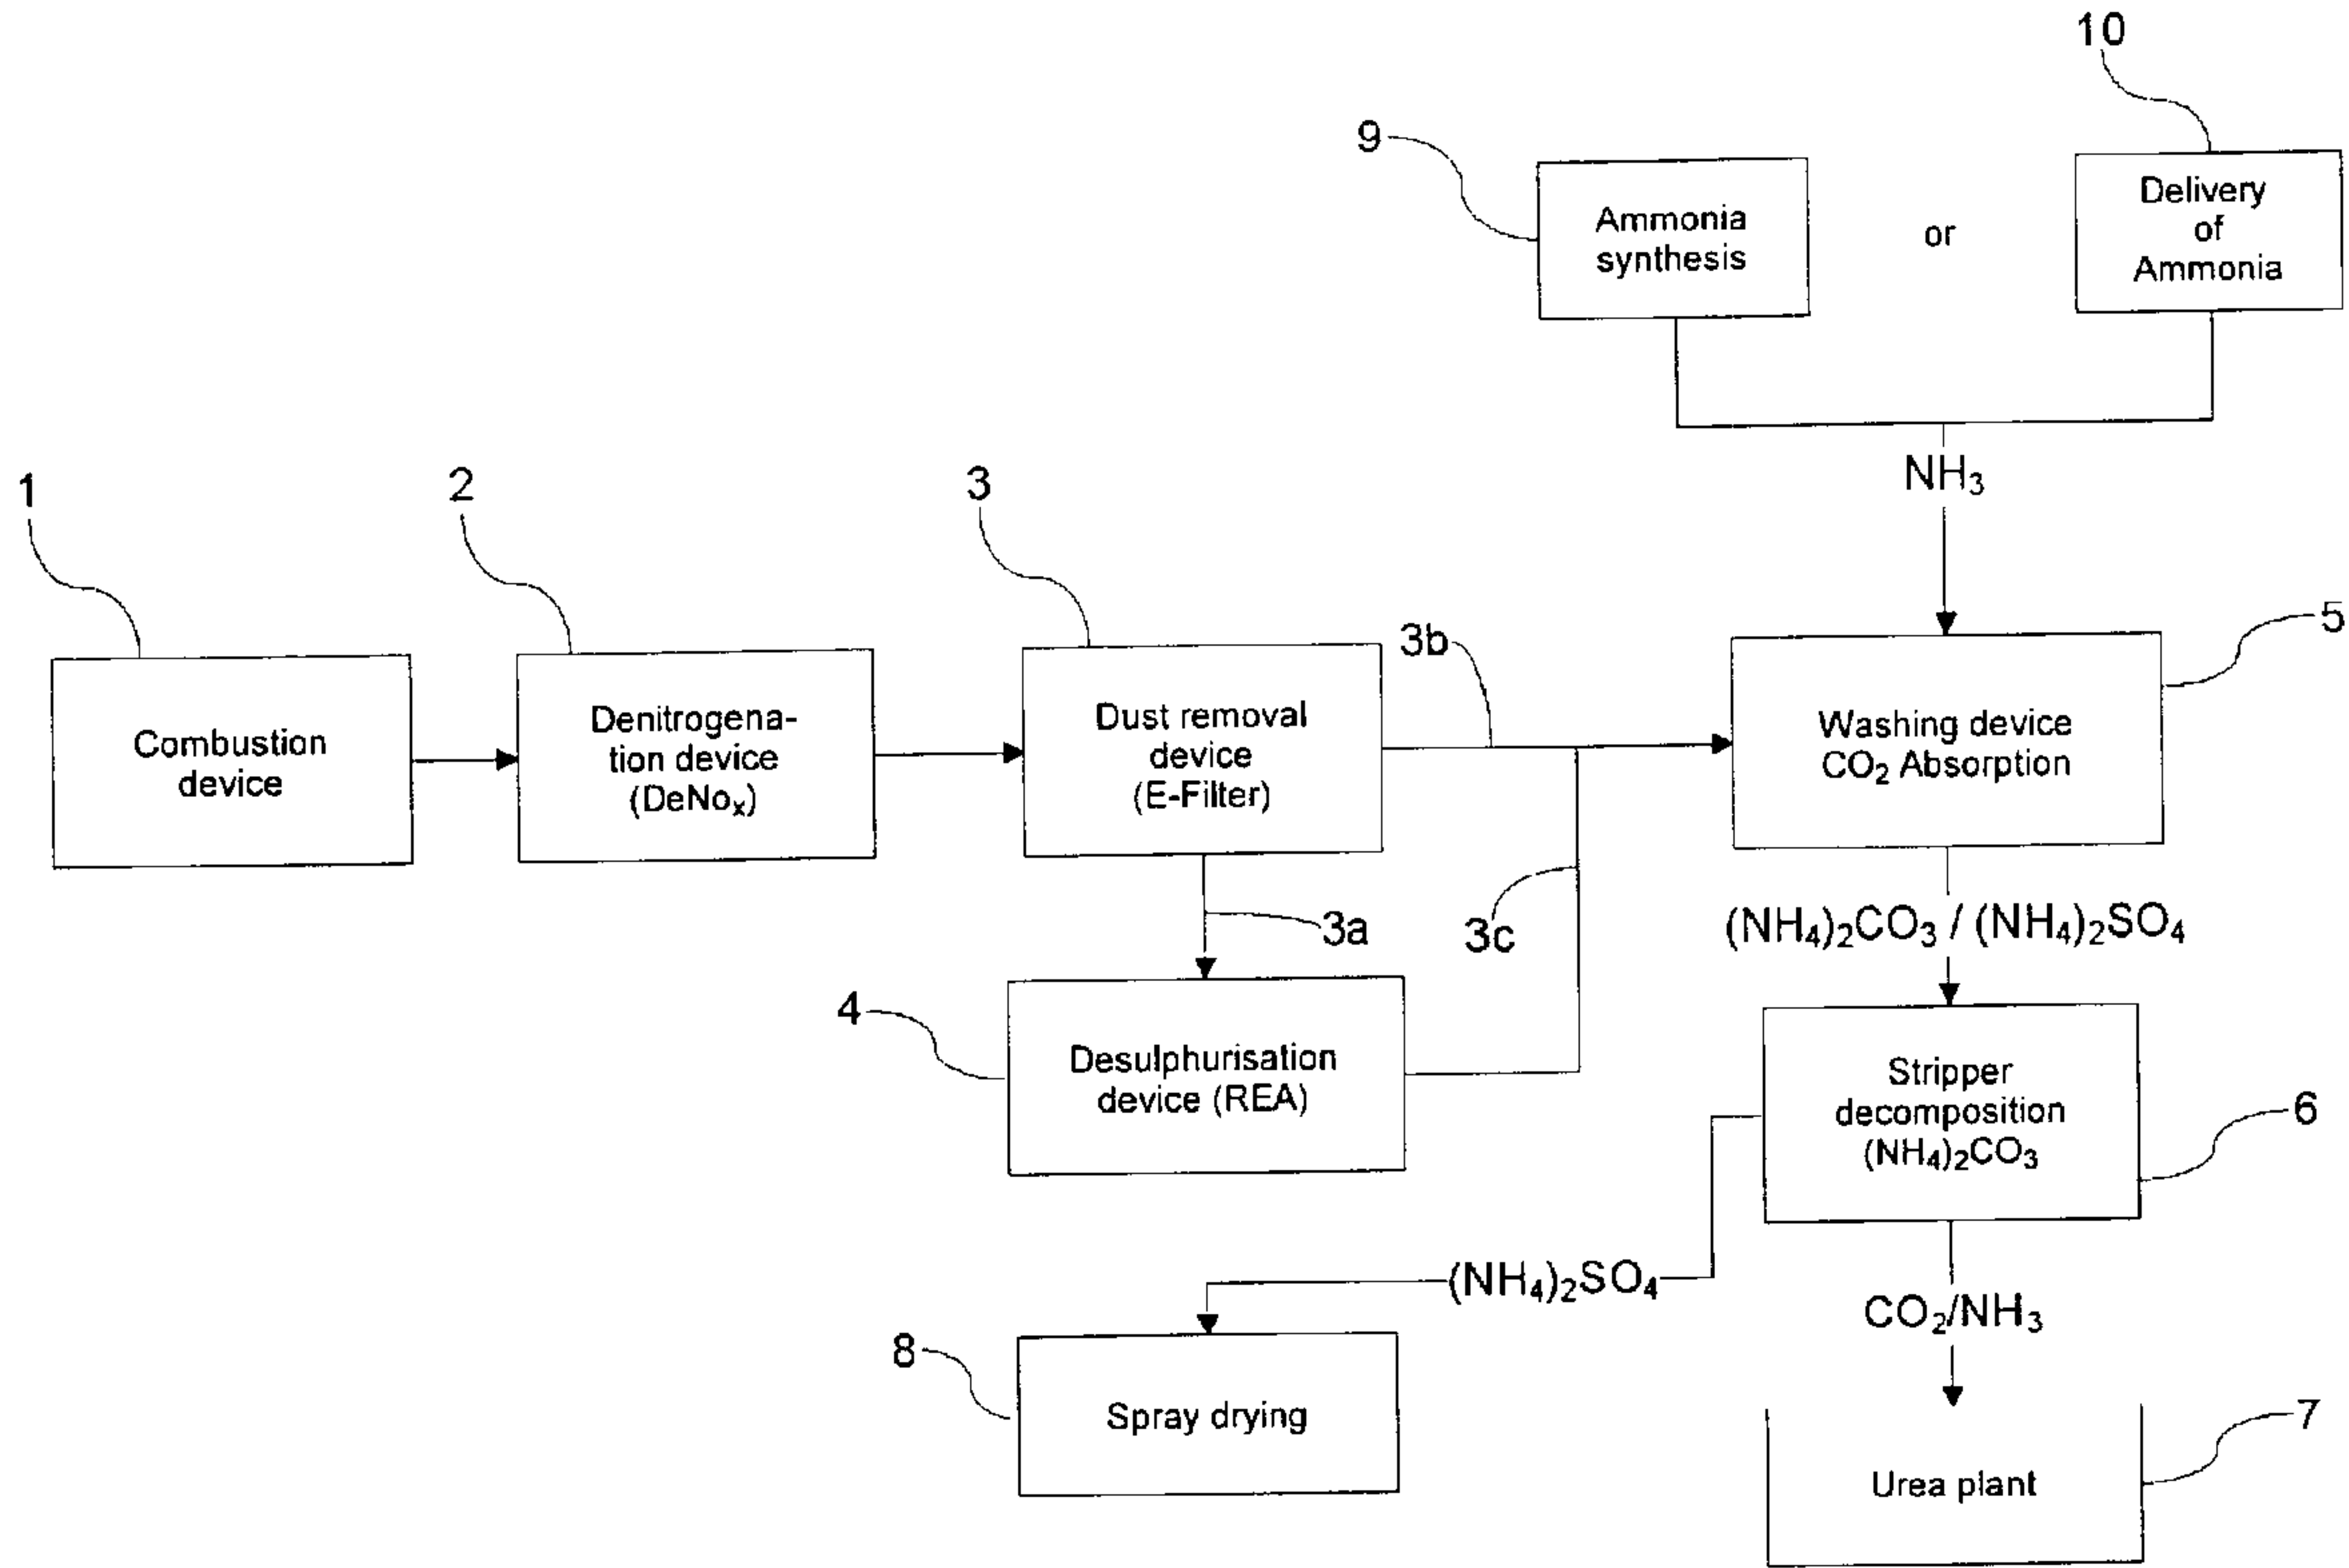 10
9
Ammonia
synthesis
or
Delivery
of
Ammonia
NH₃
1
2
3
3b
5
Combustion
device
Denitrogena-
tion device
(DeNoₓ)
Dust removal
device
(E-Filter)
Washing device
CO₂ Absorption
3a
3c
(NH₄)₂CO₃ / (NH₄)₂SO₄
4
Desulphurisation
device (REA)
Stripper
decomposition
(NH₄)₂CO₃
6
(NH₄)₂SO₄
CO₂/NH₃
8
Spray drying
7
Urea plant